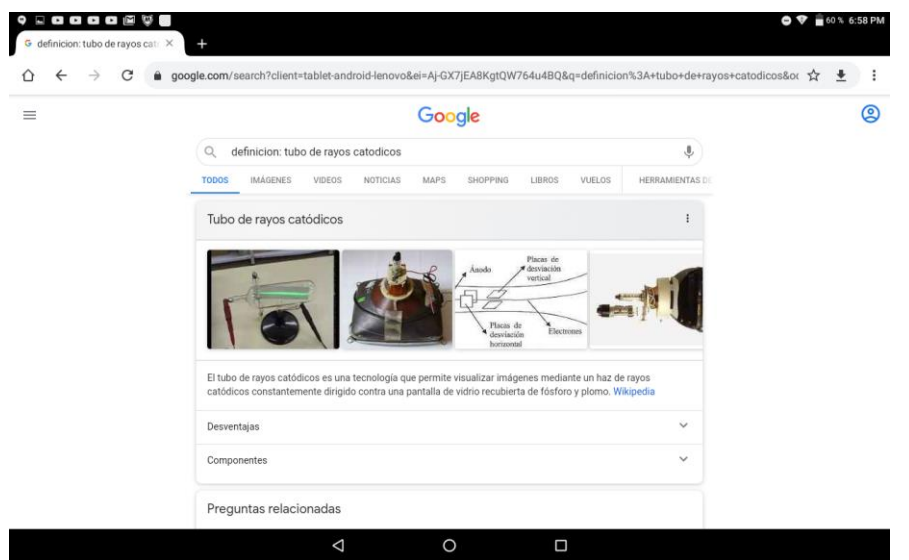 60 % 6:58 PM
definicion: tubo de rayos cat
google.com/search?client=tablet-android-lenovo&ei=Aj-GX7jEA8KgtQW764u4BQ&q=definicion%3A+tubo+de+rayos+catodicos&oc
Google
definicion: tubo de rayos catodicos
TODOS IMÁGENES VIDEOS NOTICIAS MAPS SHOPPING LIBROS VUELOS HERRAMIENTAS DE
Tubo de rayos catódicos
Ánodo
Placas de
desviación
vertical
Placas de
desviación
horizontal
Electrones
El tubo de rayos catódicos es una tecnología que permite visualizar imágenes mediante un haz de rayos
catódicos constantemente dirigido contra una pantalla de vidrio recubierta de fósforo y plomo. Wikipedia
Desventajas
Componentes
Preguntas relacionadas